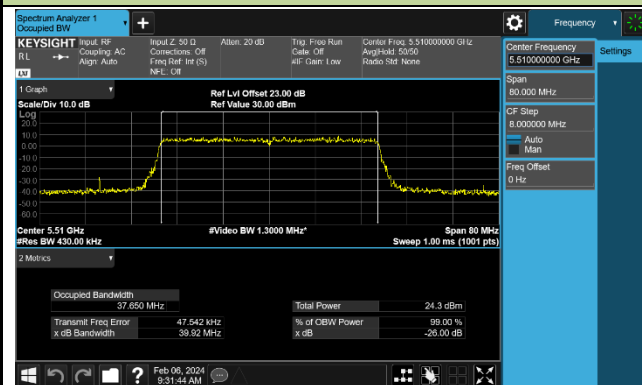 Spectrum Analyzer 1
Occupied BW
Frequency
KEYSIGHT
RL
LXI
Input: RF
Coupling: AC
Align: Auto
Input Z: 50 Ω
Corrections: Off
Freq Ref: Int (S)
NFE: Off
Atten: 20 dB
Trig: Free Run
Gate: Off
#IF Gain: Low
Center Freq: 5.510000000 GHz
Avg|Hold: 50/50
Radio Std: None
Center Frequency
5.510000000 GHz
Settings
Span
80.000 MHz
CF Step
8.000000 MHz
Auto
Man
Freq Offset
0 Hz
1 Graph
Scale/Div 10.0 dB
Ref Lvl Offset 23.00 dB
Ref Value 30.00 dBm
Log
20.0
10.0
0.00
-10.0
-20.0
-30.0
-40.0
-50.0
-60.0
Center 5.51 GHz
#Res BW 430.00 kHz
#Video BW 1.3000 MHz*
Span 80 MHz
Sweep 1.00 ms (1001 pts)
2 Metrics
Occupied Bandwidth
37.650 MHz
Total Power 24.3 dBm
Transmit Freq Error 47.542 kHz
% of OBW Power 99.00 %
x dB Bandwidth 39.92 MHz
x dB -26.00 dB
?
Feb 06, 2024
9:31:44 AM